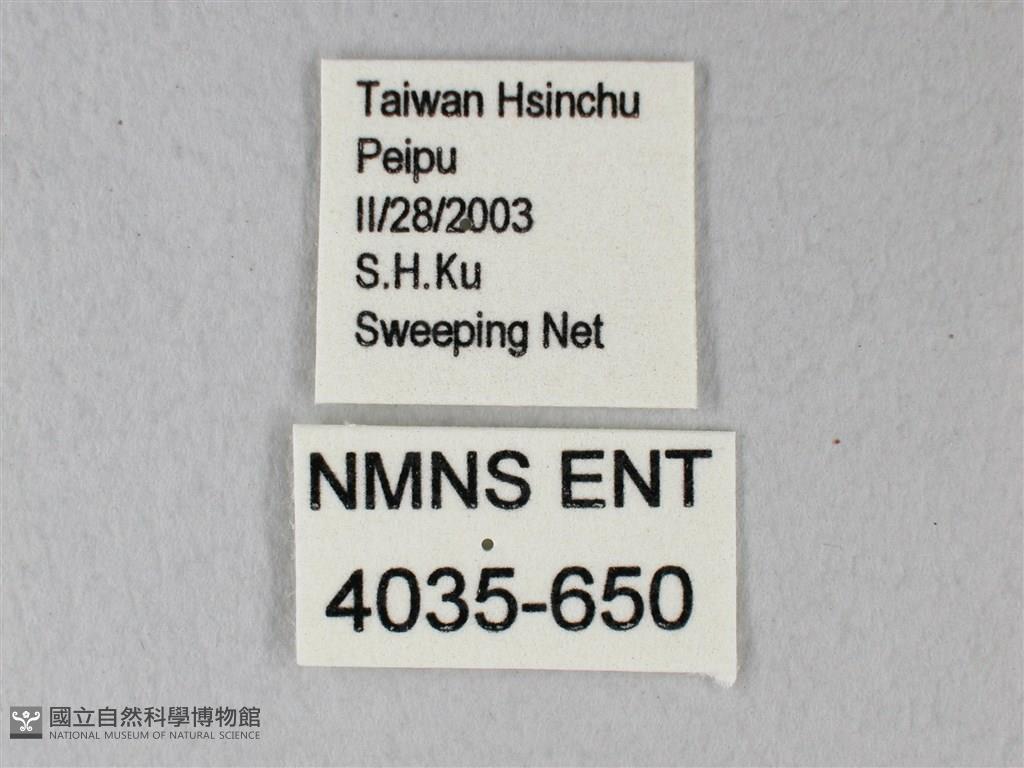 Taiwan Hsinchu
Peipu
II/28/2003
S.H.Ku
Sweeping Net
NMNS ENT
4035-650
國立自然科學博物館
NATIONAL MUSEUM OF NATURAL SCIENCE